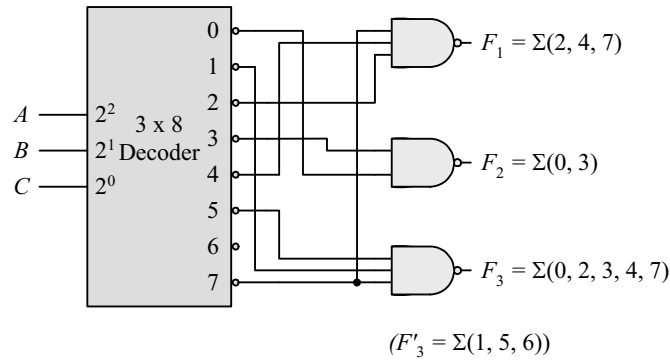 0
F₁ = Σ(2, 4, 7)
1
2
A 2²
3 x 8
3
B 2¹ Decoder
4
F₂ = Σ(0, 3)
C 2⁰
5
6
7
F₃ = Σ(0, 2, 3, 4, 7)
(F′₃ = Σ(1, 5, 6))